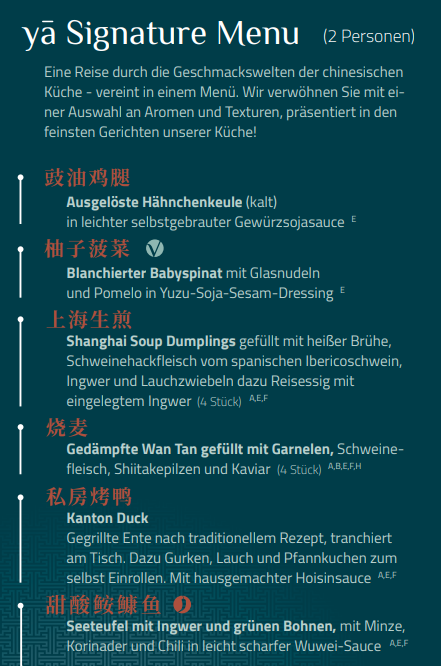 yā Signature Menu (2 Personen)
Eine Reise durch die Geschmackswelten der chinesischen
Küche - vereint in einem Menü. Wir verwöhnen Sie mit ei-
ner Auswahl an Aromen und Texturen, präsentiert in den
feinsten Gerichten unserer Küche!
豉油鸡腿
Ausgelöste Hähnchenkeule (kalt)
in leichter selbstgebrauter Gewürzsojasauce E
柚子菠菜 V
Blanchierter Babyspinat mit Glasnudeln
und Pomelo in Yuzu-Soja-Sesam-Dressing E
上海生煎
Shanghai Soup Dumplings gefüllt mit heißer Brühe,
Schweinehackfleisch vom spanischen Ibericoschwein,
Ingwer und Lauchzwiebeln dazu Reisessig mit
eingelegtem Ingwer (4 Stück) A,E,F
烧麦
Gedämpfte Wan Tan gefüllt mit Garnelen, Schweine-
fleisch, Shiitakepilzen und Kaviar (4 Stück) A,B,E,F,H
私房烤鸭
Kanton Duck
Gegrillte Ente nach traditionellem Rezept, tranchiert
am Tisch. Dazu Gurken, Lauch und Pfannkuchen zum
selbst Einrollen. Mit hausgemachter Hoisinsauce A,E,F
甜酸鮟鱇鱼
Seeteufel mit Ingwer und grünen Bohnen, mit Minze,
Korinader und Chili in leicht scharfer Wuwei-Sauce A,E,F